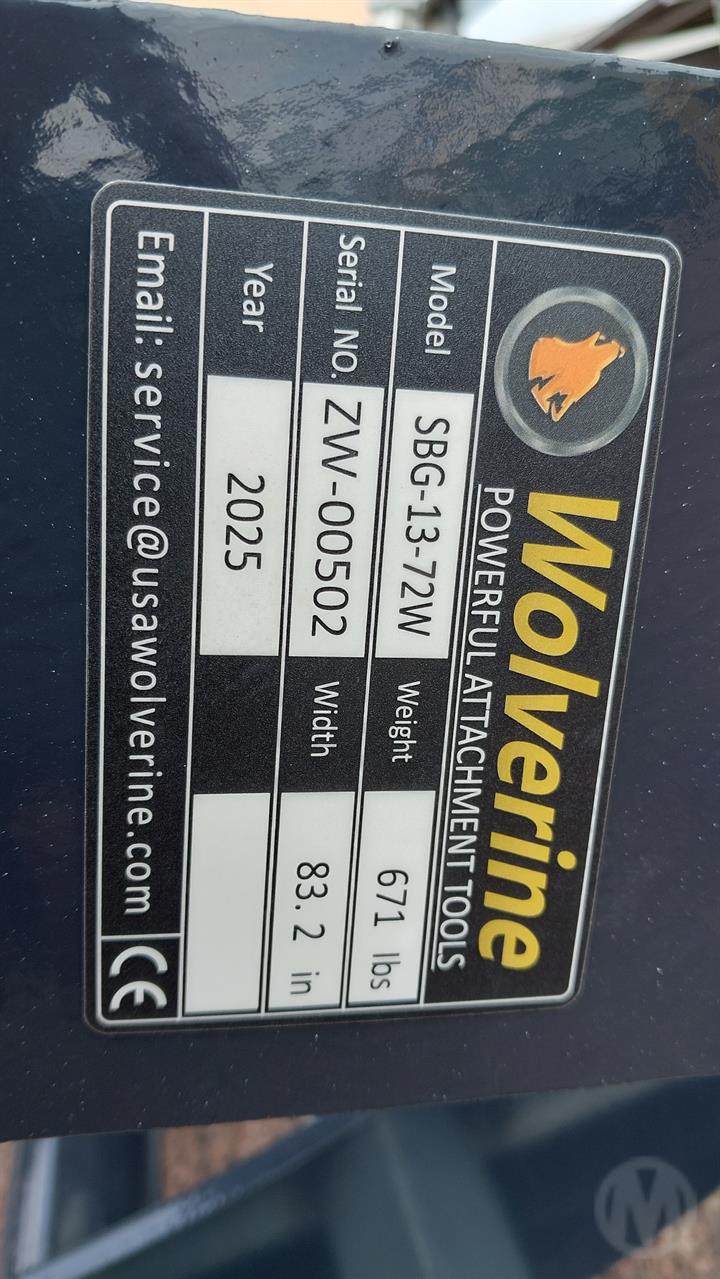 Wolverine
POWERFUL ATTACHMENT TOOLS
Model SBG-13-72W Weight 671 lbs
Serial NO. ZW-00502 Width 83.2 in
Year 2025
Email: service@usawolverine.com CE
M